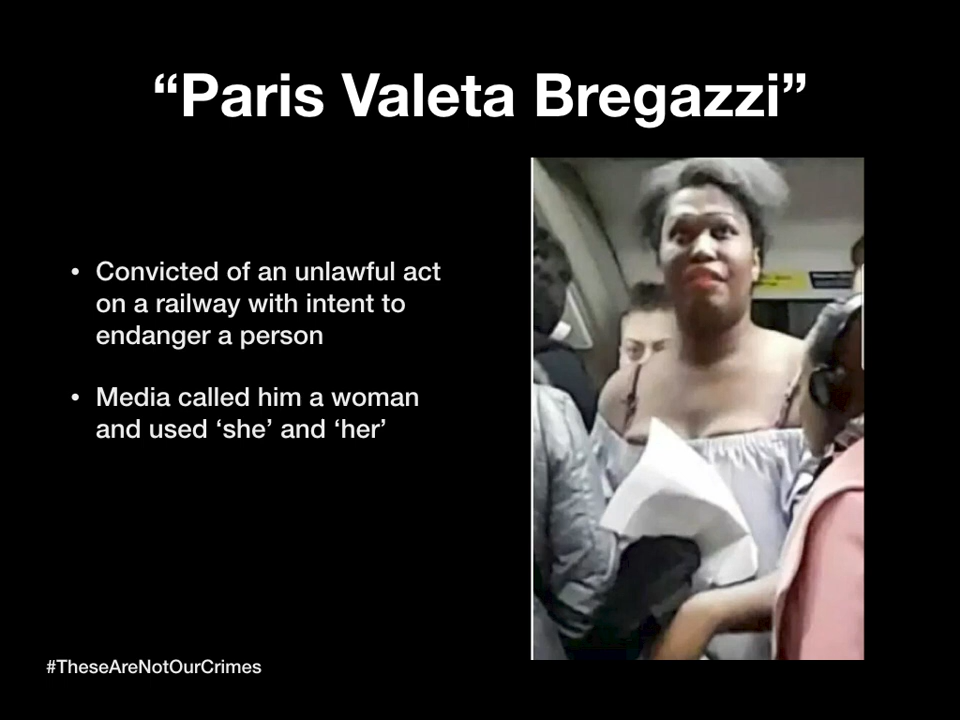 “Paris Valeta Bregazzi”
• Convicted of an unlawful act
on a railway with intent to
endanger a person
• Media called him a woman
and used ‘she’ and ‘her’
#TheseAreNotOurCrimes